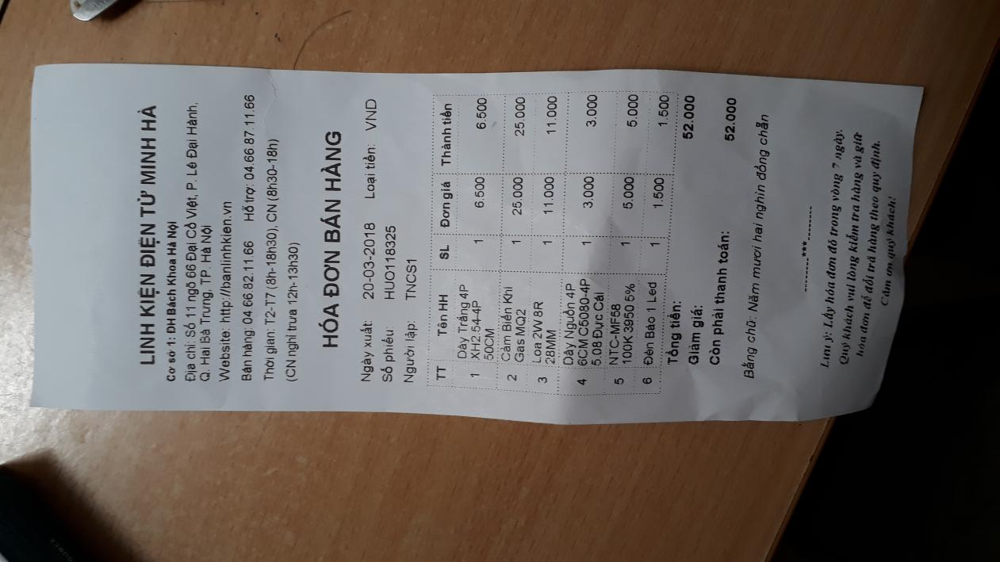 LINH KIỆN ĐIỆN TỬ MINH HÀ
Cơ sở 1: ĐH Bách Khoa Hà Nội
Địa chỉ: Số 11 ngõ 66 Đại Cồ Việt, P. Lê Đại Hành,
Q. Hai Bà Trưng, TP. Hà Nội
Website: http://banlinhkien.vn
Bán hàng: 04.66.82.11.66 Hỗ trợ: 04.66.87.11.66
Thời gian: T2-T7 (8h-18h30), CN (8h30-18h)
(CN nghỉ trưa 12h-13h30)
HÓA ĐƠN BÁN HÀNG
Ngày xuất: 20-03-2018 Loại tiền: VND
Số phiếu: HUO118325
Người lập: TNCS1
TT Tên HH SL Đơn giá Thành tiền
Dây Trắng 4P
1 XH2.54-4P 1 6.500 6.500
50CM
Cảm Biến Khí
2 Gas MQ2 1 25.000 25.000
3 Loa 2W 8R 1 11.000 11.000
28MM
Dây Nguồn 4P
4 6CM C5080-4P 1 3.000 3.000
5.08 Đực Cái
NTC-MF58
5 100K 3950 5% 1 5.000 5.000
6 Đèn Báo 1 Led 1 1.500 1.500
Tổng tiền: 52.000
Giảm giá:
Còn phải thanh toán: 52.000
Bằng chữ: Năm mươi hai nghìn đồng chẵn
--------***--------
Lưu ý: Lấy hóa đơn đỏ trong vòng 7 ngày.
Quý khách vui lòng kiểm tra hàng và giữ
hóa đơn để đổi trả hàng theo quy định.
Cảm ơn quý khách!